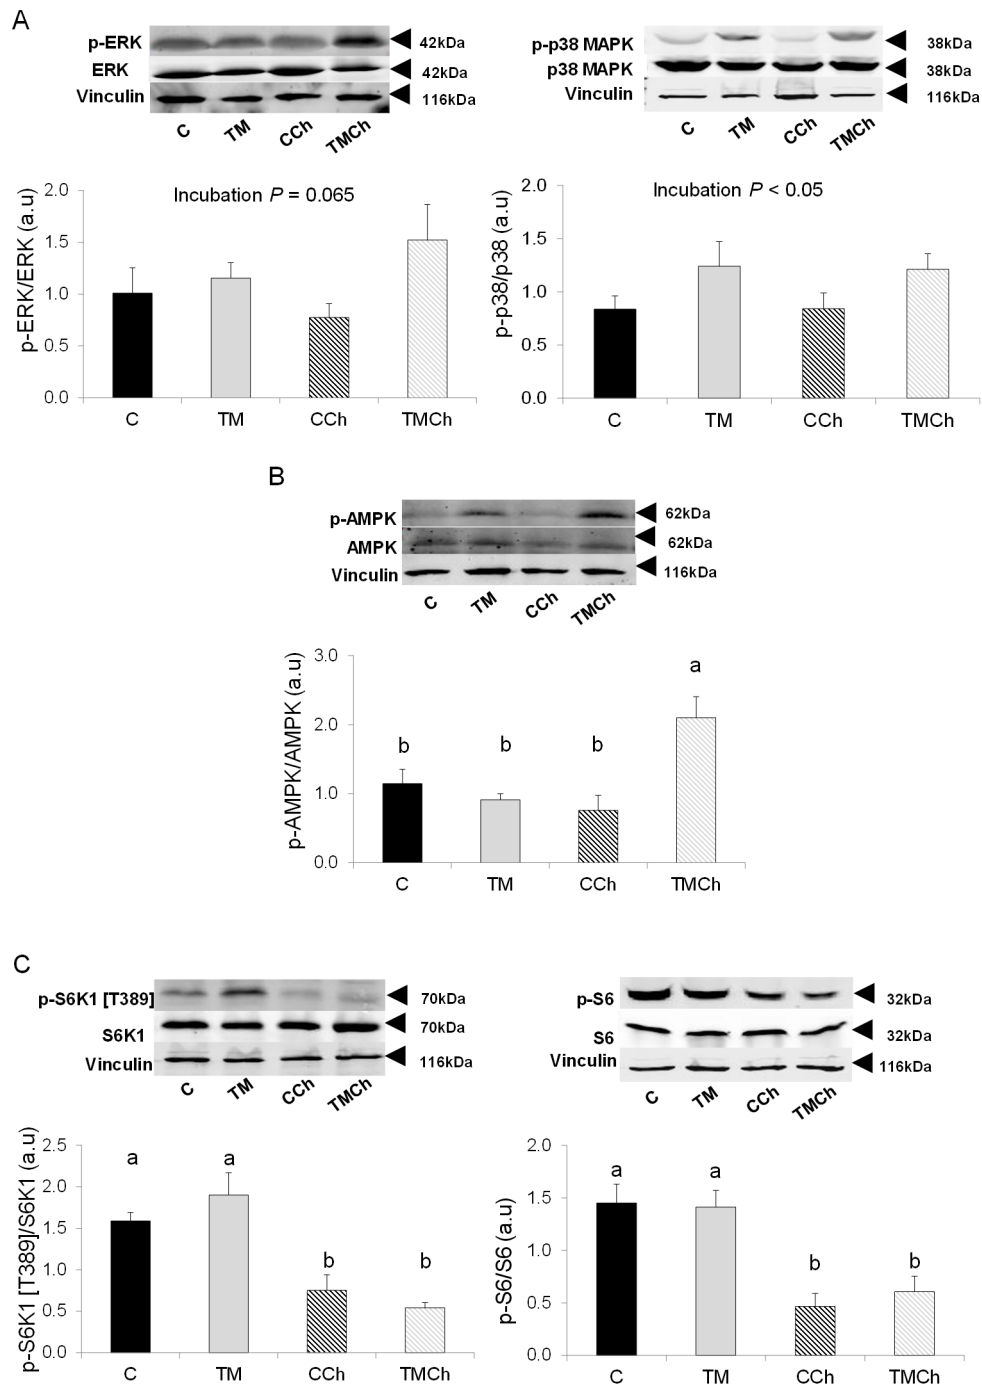 A
p-ERK 42kDa
ERK 42kDa
Vinculin 116kDa
C TM CCh TMCh
p-p38 MAPK 38kDa
p38 MAPK 38kDa
Vinculin 116kDa
C TM CCh TMCh
Incubation P = 0.065
p-ERK/ERK (a.u)
2.0
1.5
1.0
0.5
0.0
C TM CCh TMCh
Incubation P < 0.05
p-p38/p38 (a.u)
2.0
1.5
1.0
0.5
0.0
C TM CCh TMCh
B
p-AMPK 62kDa
AMPK 62kDa
Vinculin 116kDa
C TM CCh TMCh
p-AMPK/AMPK (a.u)
3.0
2.0
1.0
0.0
b b b a
C TM CCh TMCh
C
p-S6K1 [T389] 70kDa
S6K1 70kDa
Vinculin 116kDa
C TM CCh TMCh
p-S6 32kDa
S6 32kDa
Vinculin 116kDa
C TM CCh TMCh
p-S6K1 [T389]/S6K1 (a.u)
2.5
2.0
1.5
1.0
0.5
0.0
a a b b
C TM CCh TMCh
p-S6/S6 (a.u)
2.0
1.5
1.0
0.5
0.0
a a b b
C TM CCh TMCh